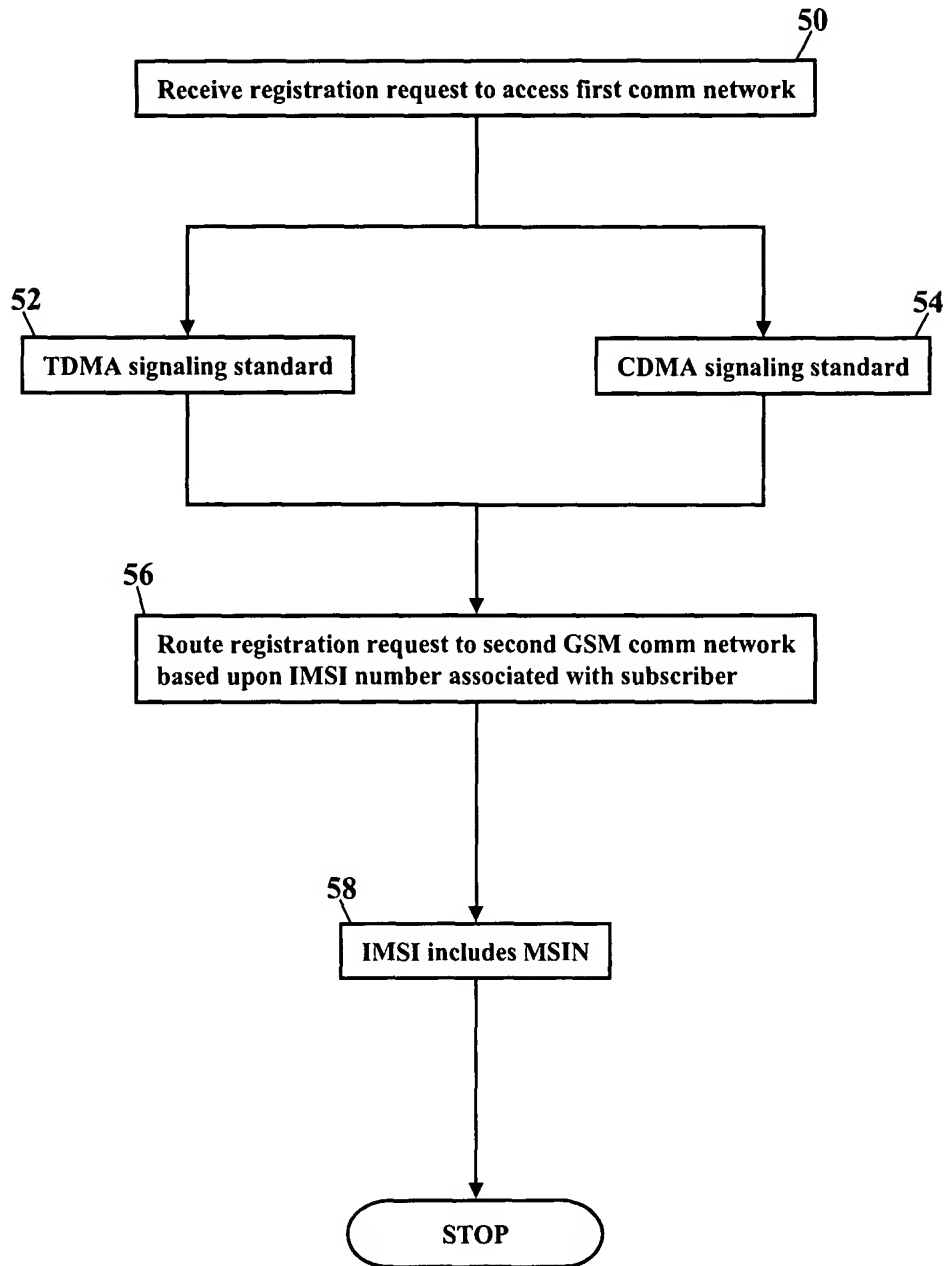 50
Receive registration request to access first comm network
52
54
TDMA signaling standard
CDMA signaling standard
56
Route registration request to second GSM comm network
based upon IMSI number associated with subscriber
58
IMSI includes MSIN
STOP